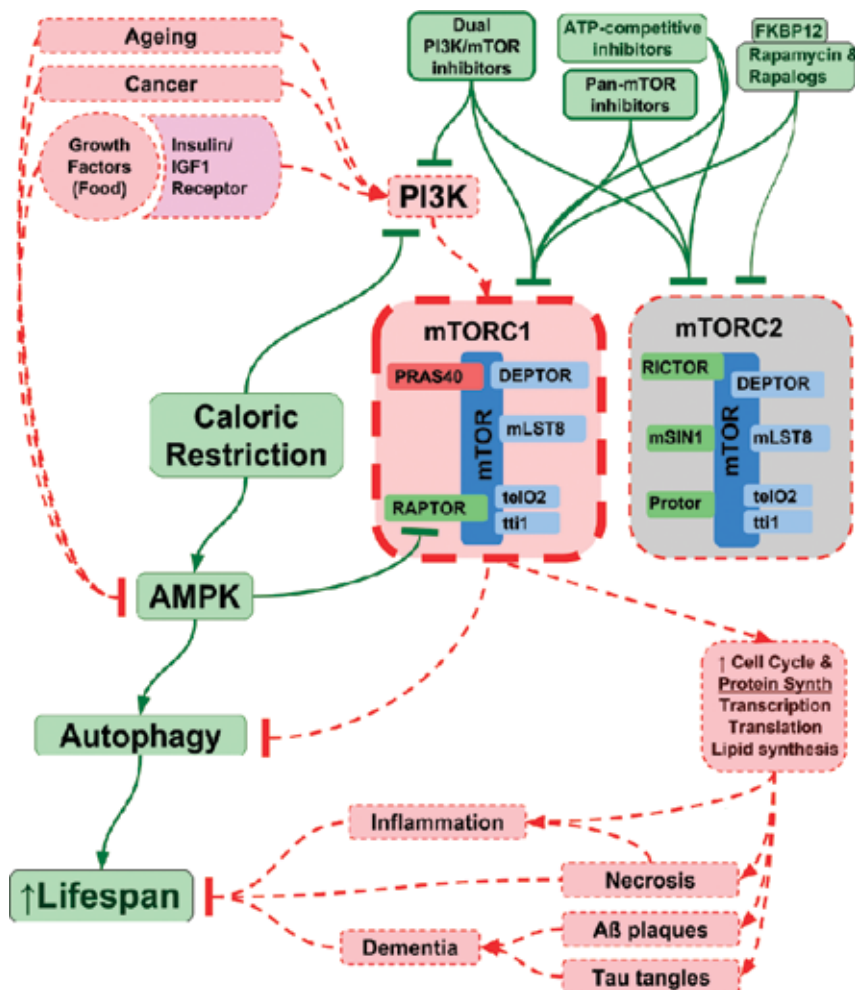 Ageing
Cancer
Growth
Factors
(Food)
Insulin/
IGF1
Receptor
Dual
PI3K/mTOR
inhibitors
ATP-competitive
inhibitors
Pan-mTOR
inhibitors
FKBP12
Rapamycin &
Rapalogs
PI3K
mTORC1
PRAS40
DEPTOR
mTOR
mLST8
RAPTOR
telO2
tti1
mTORC2
RICTOR
DEPTOR
mTOR
mSIN1
mLST8
Protor
telO2
tti1
Caloric
Restriction
AMPK
Autophagy
↑Lifespan
↑ Cell Cycle &
Protein Synth
Transcription
Translation
Lipid synthesis
Inflammation
Necrosis
Aß plaques
Dementia
Tau tangles